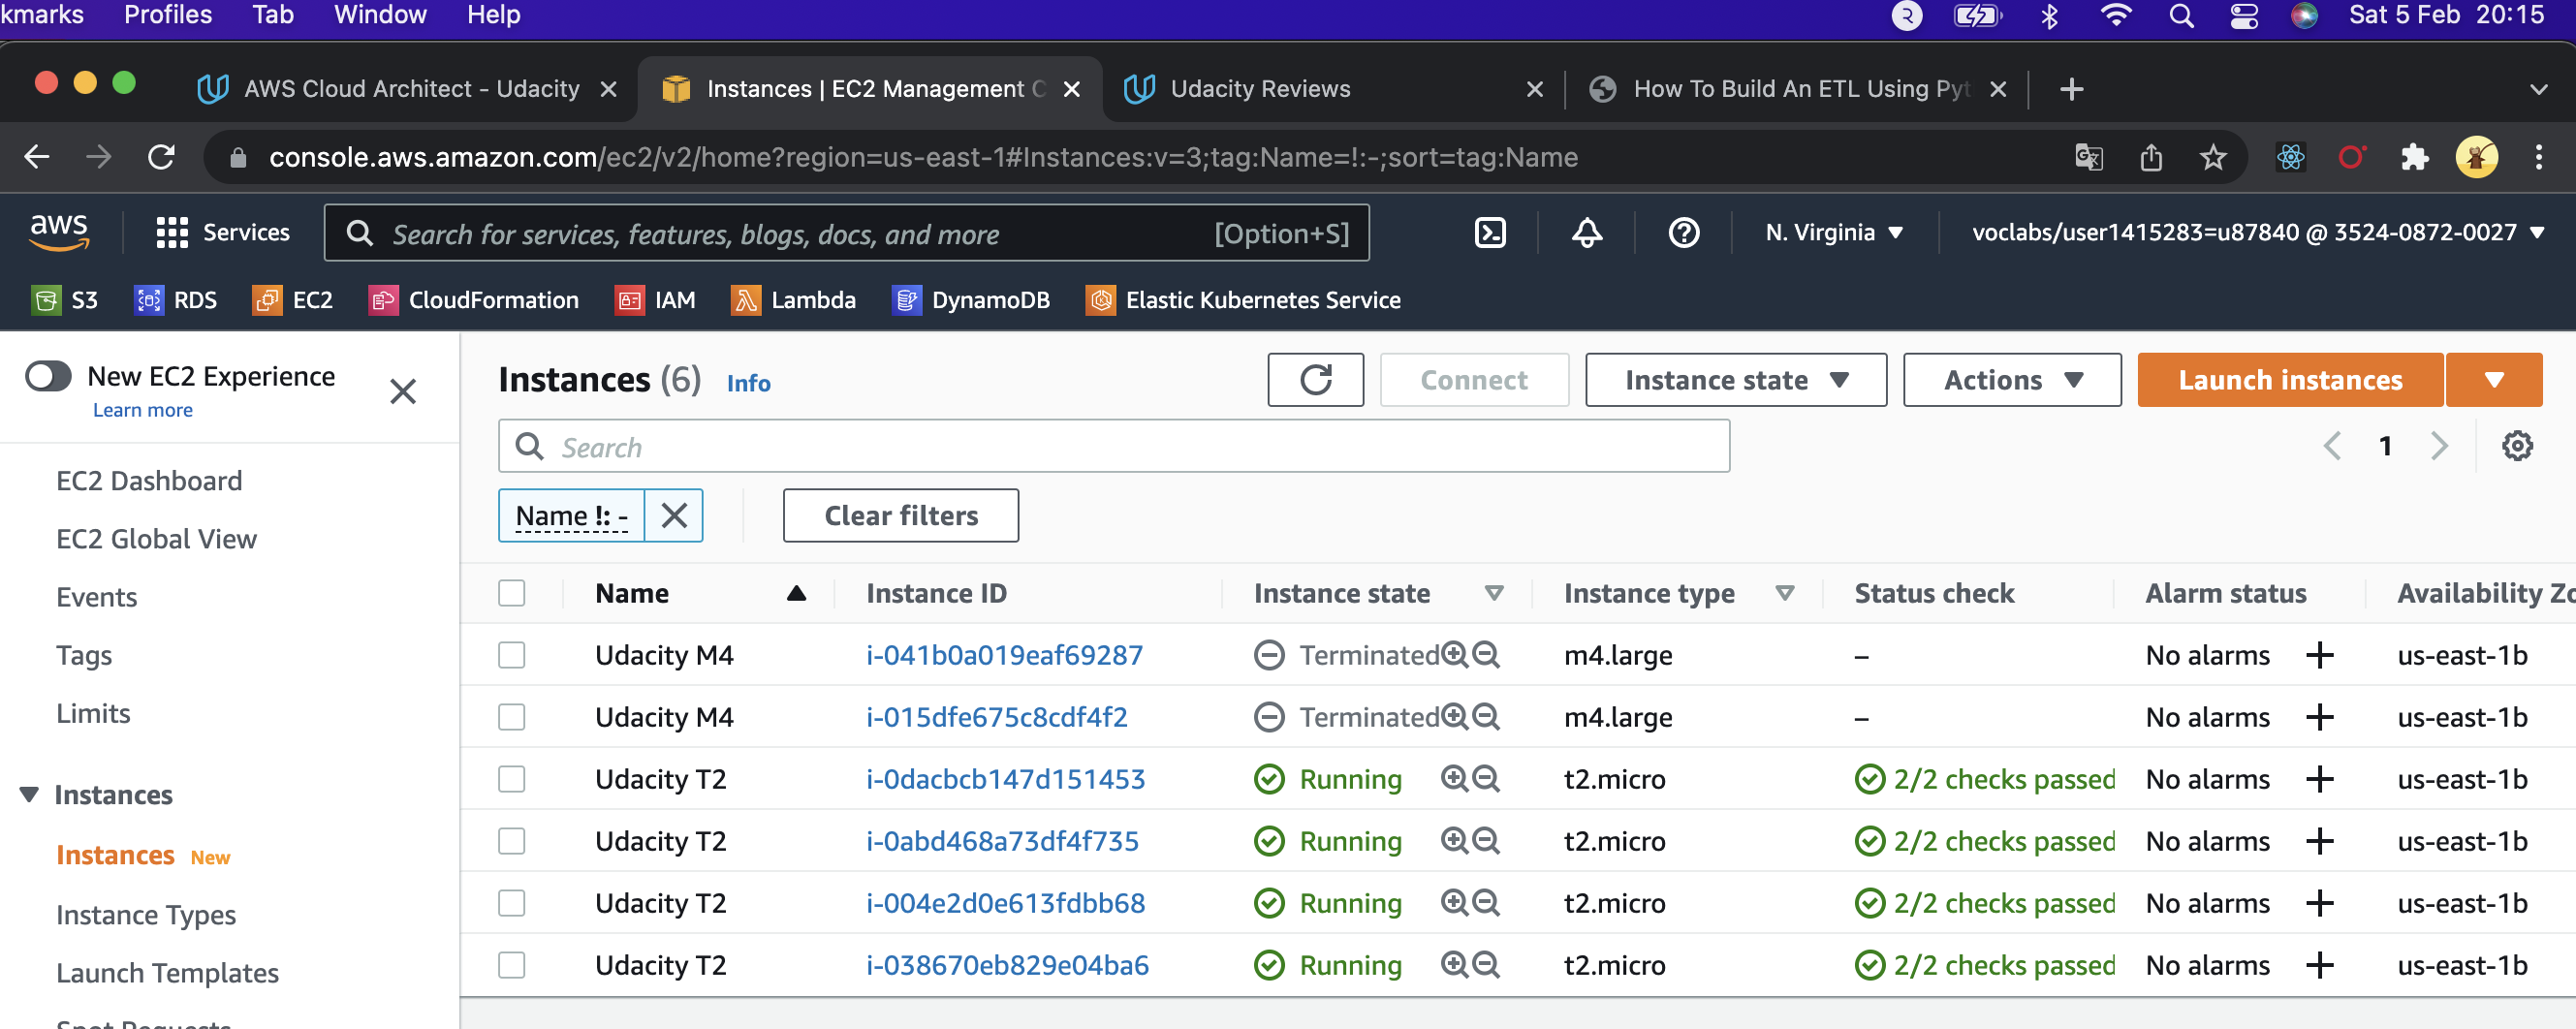 kmarks Profiles Tab Window Help Sat 5 Feb 20:15
AWS Cloud Architect - Udacity Instances | EC2 Management C Udacity Reviews How To Build An ETL Using Pyt
console.aws.amazon.com/ec2/v2/home?region=us-east-1#Instances:v=3;tag:Name=!:-;sort=tag:Name
aws Services Search for services, features, blogs, docs, and more [Option+S] N. Virginia voclabs/user1415283=u87840 @ 3524-0872-0027
S3 RDS EC2 CloudFormation IAM Lambda DynamoDB Elastic Kubernetes Service
New EC2 Experience
Learn more
EC2 Dashboard
EC2 Global View
Events
Tags
Limits
Instances
Instances New
Instance Types
Launch Templates
Spot Requests
Instances (6) Info Connect Instance state Actions Launch instances
Search 1
Name !: - Clear filters
Name Instance ID Instance state Instance type Status check Alarm status Availability Zo
Udacity M4 i-041b0a019eaf69287 Terminated m4.large – No alarms + us-east-1b
Udacity M4 i-015dfe675c8cdf4f2 Terminated m4.large – No alarms + us-east-1b
Udacity T2 i-0dacbcb147d151453 Running t2.micro 2/2 checks passed No alarms + us-east-1b
Udacity T2 i-0abd468a73df4f735 Running t2.micro 2/2 checks passed No alarms + us-east-1b
Udacity T2 i-004e2d0e613fdbb68 Running t2.micro 2/2 checks passed No alarms + us-east-1b
Udacity T2 i-038670eb829e04ba6 Running t2.micro 2/2 checks passed No alarms + us-east-1b